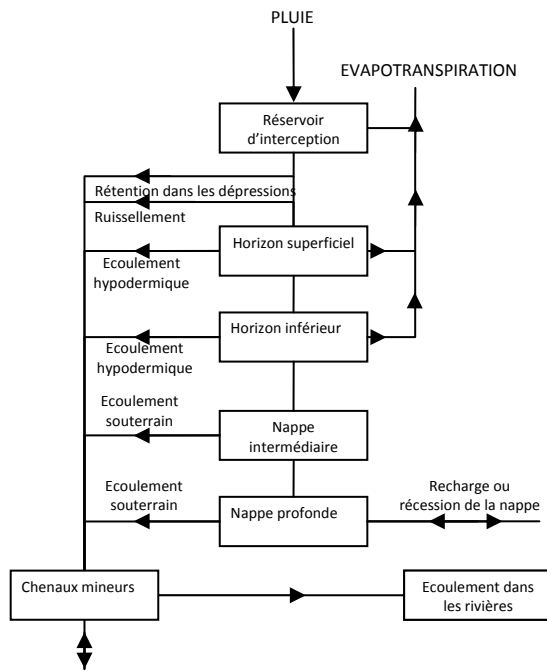 PLUIE
EVAPOTRANSPIRATION
Réservoir
d'interception
Rétention dans les dépressions
Ruissellement
Horizon superficiel
Ecoulement
hypodermique
Horizon inférieur
Ecoulement
hypodermique
Ecoulement
souterrain
Nappe
intermédiaire
Ecoulement
souterrain
Nappe profonde
Recharge ou
récession de la nappe
Chenaux mineurs
Ecoulement dans
les rivières